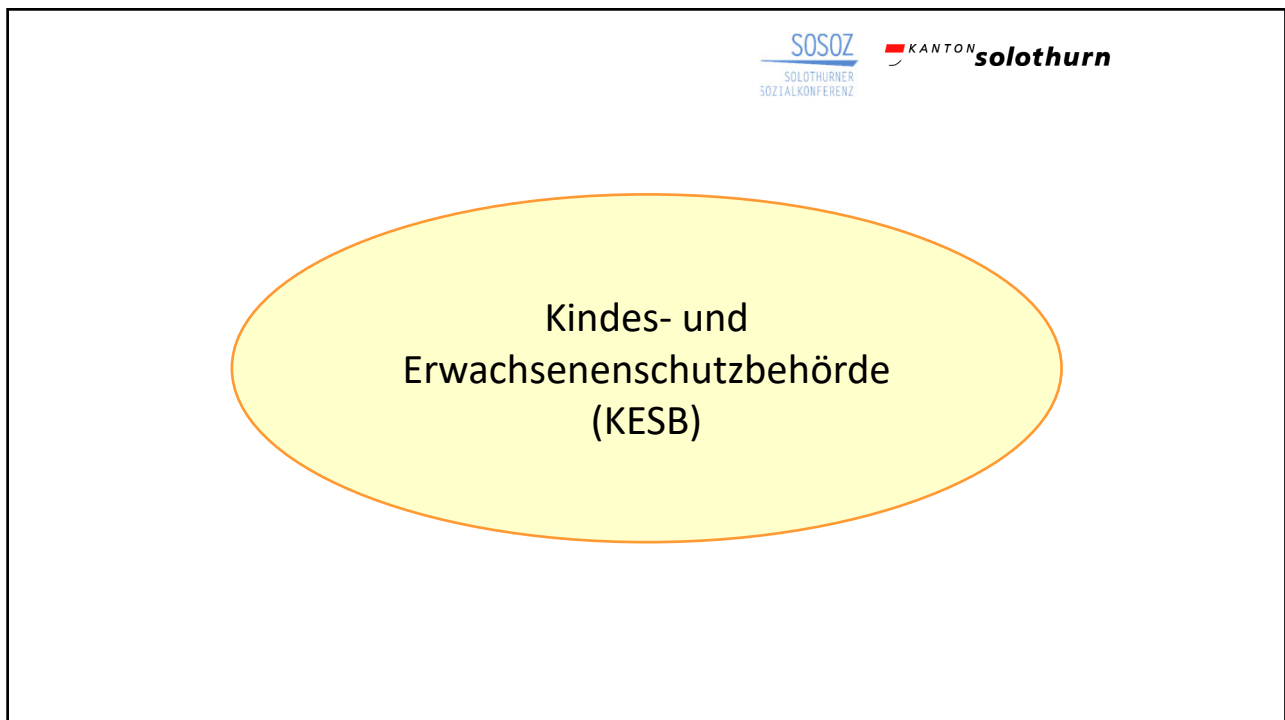 SOSOZ
SOLOTHURNER
SOZIALKONFERENZ
KANTON solothurn
Kindes- und
Erwachsenenschutzbehörde
(KESB)